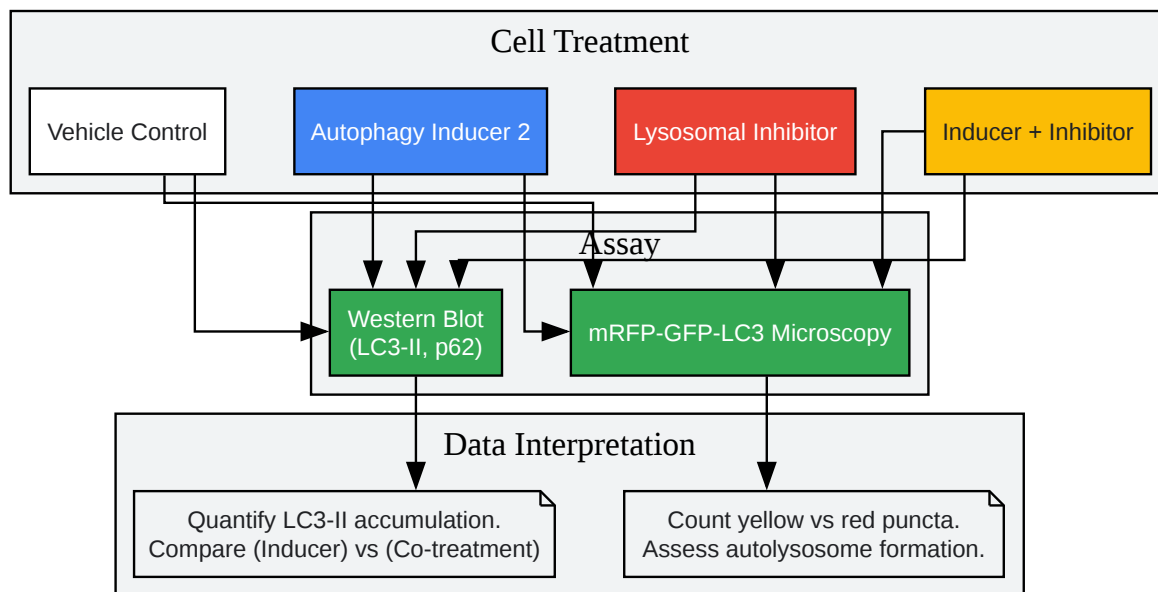 Cell Treatment
Vehicle Control
Autophagy Inducer 2
Lysosomal Inhibitor
Inducer + Inhibitor
Assay
Western Blot
(LC3-II, p62)
mRFP-GFP-LC3 Microscopy
Data Interpretation
Quantify LC3-II accumulation.
Compare (Inducer) vs (Co-treatment)
Count yellow vs red puncta.
Assess autolysosome formation.